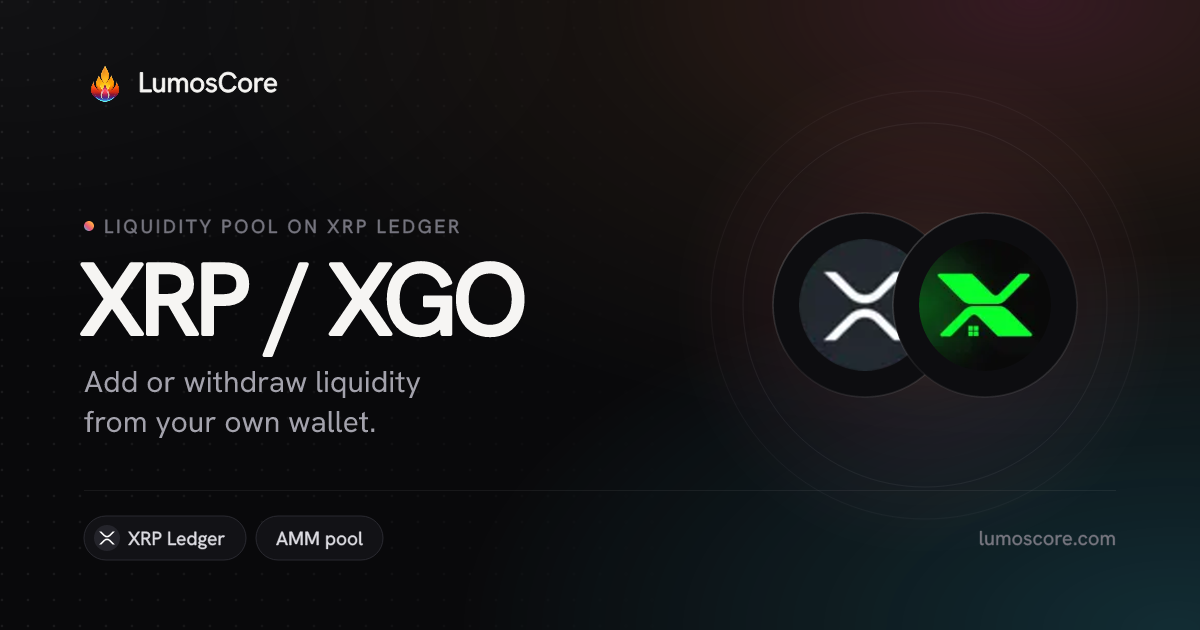 LumosCore
LIQUIDITY POOL ON XRP LEDGER
XRP / XGO
Add or withdraw liquidity
from your own wallet.
XRP Ledger
AMM pool
lumoscore.com